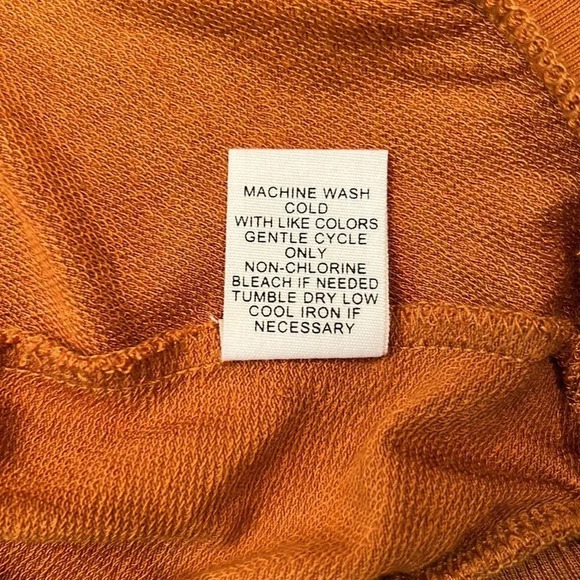 MACHINE WASH
COLD
WITH LIKE COLORS
GENTLE CYCLE
ONLY
NON-CHLORINE
BLEACH IF NEEDED
TUMBLE DRY LOW
COOL IRON IF
NECESSARY